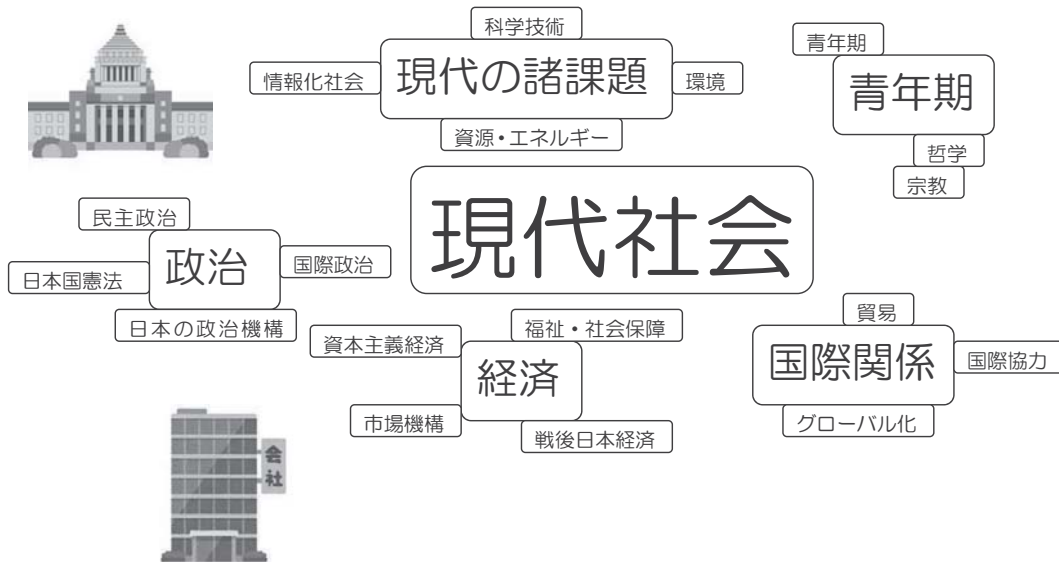 科学技術
現代の諸課題
情報化社会
環境
資源・エネルギー
青年期
青年期
哲学
宗教
現代社会
民主政治
政治
国際政治
日本国憲法
日本の政治機構
福祉・社会保障
資本主義経済
経済
市場機構
戦後日本経済
貿易
国際関係
国際協力
グローバル化
会社